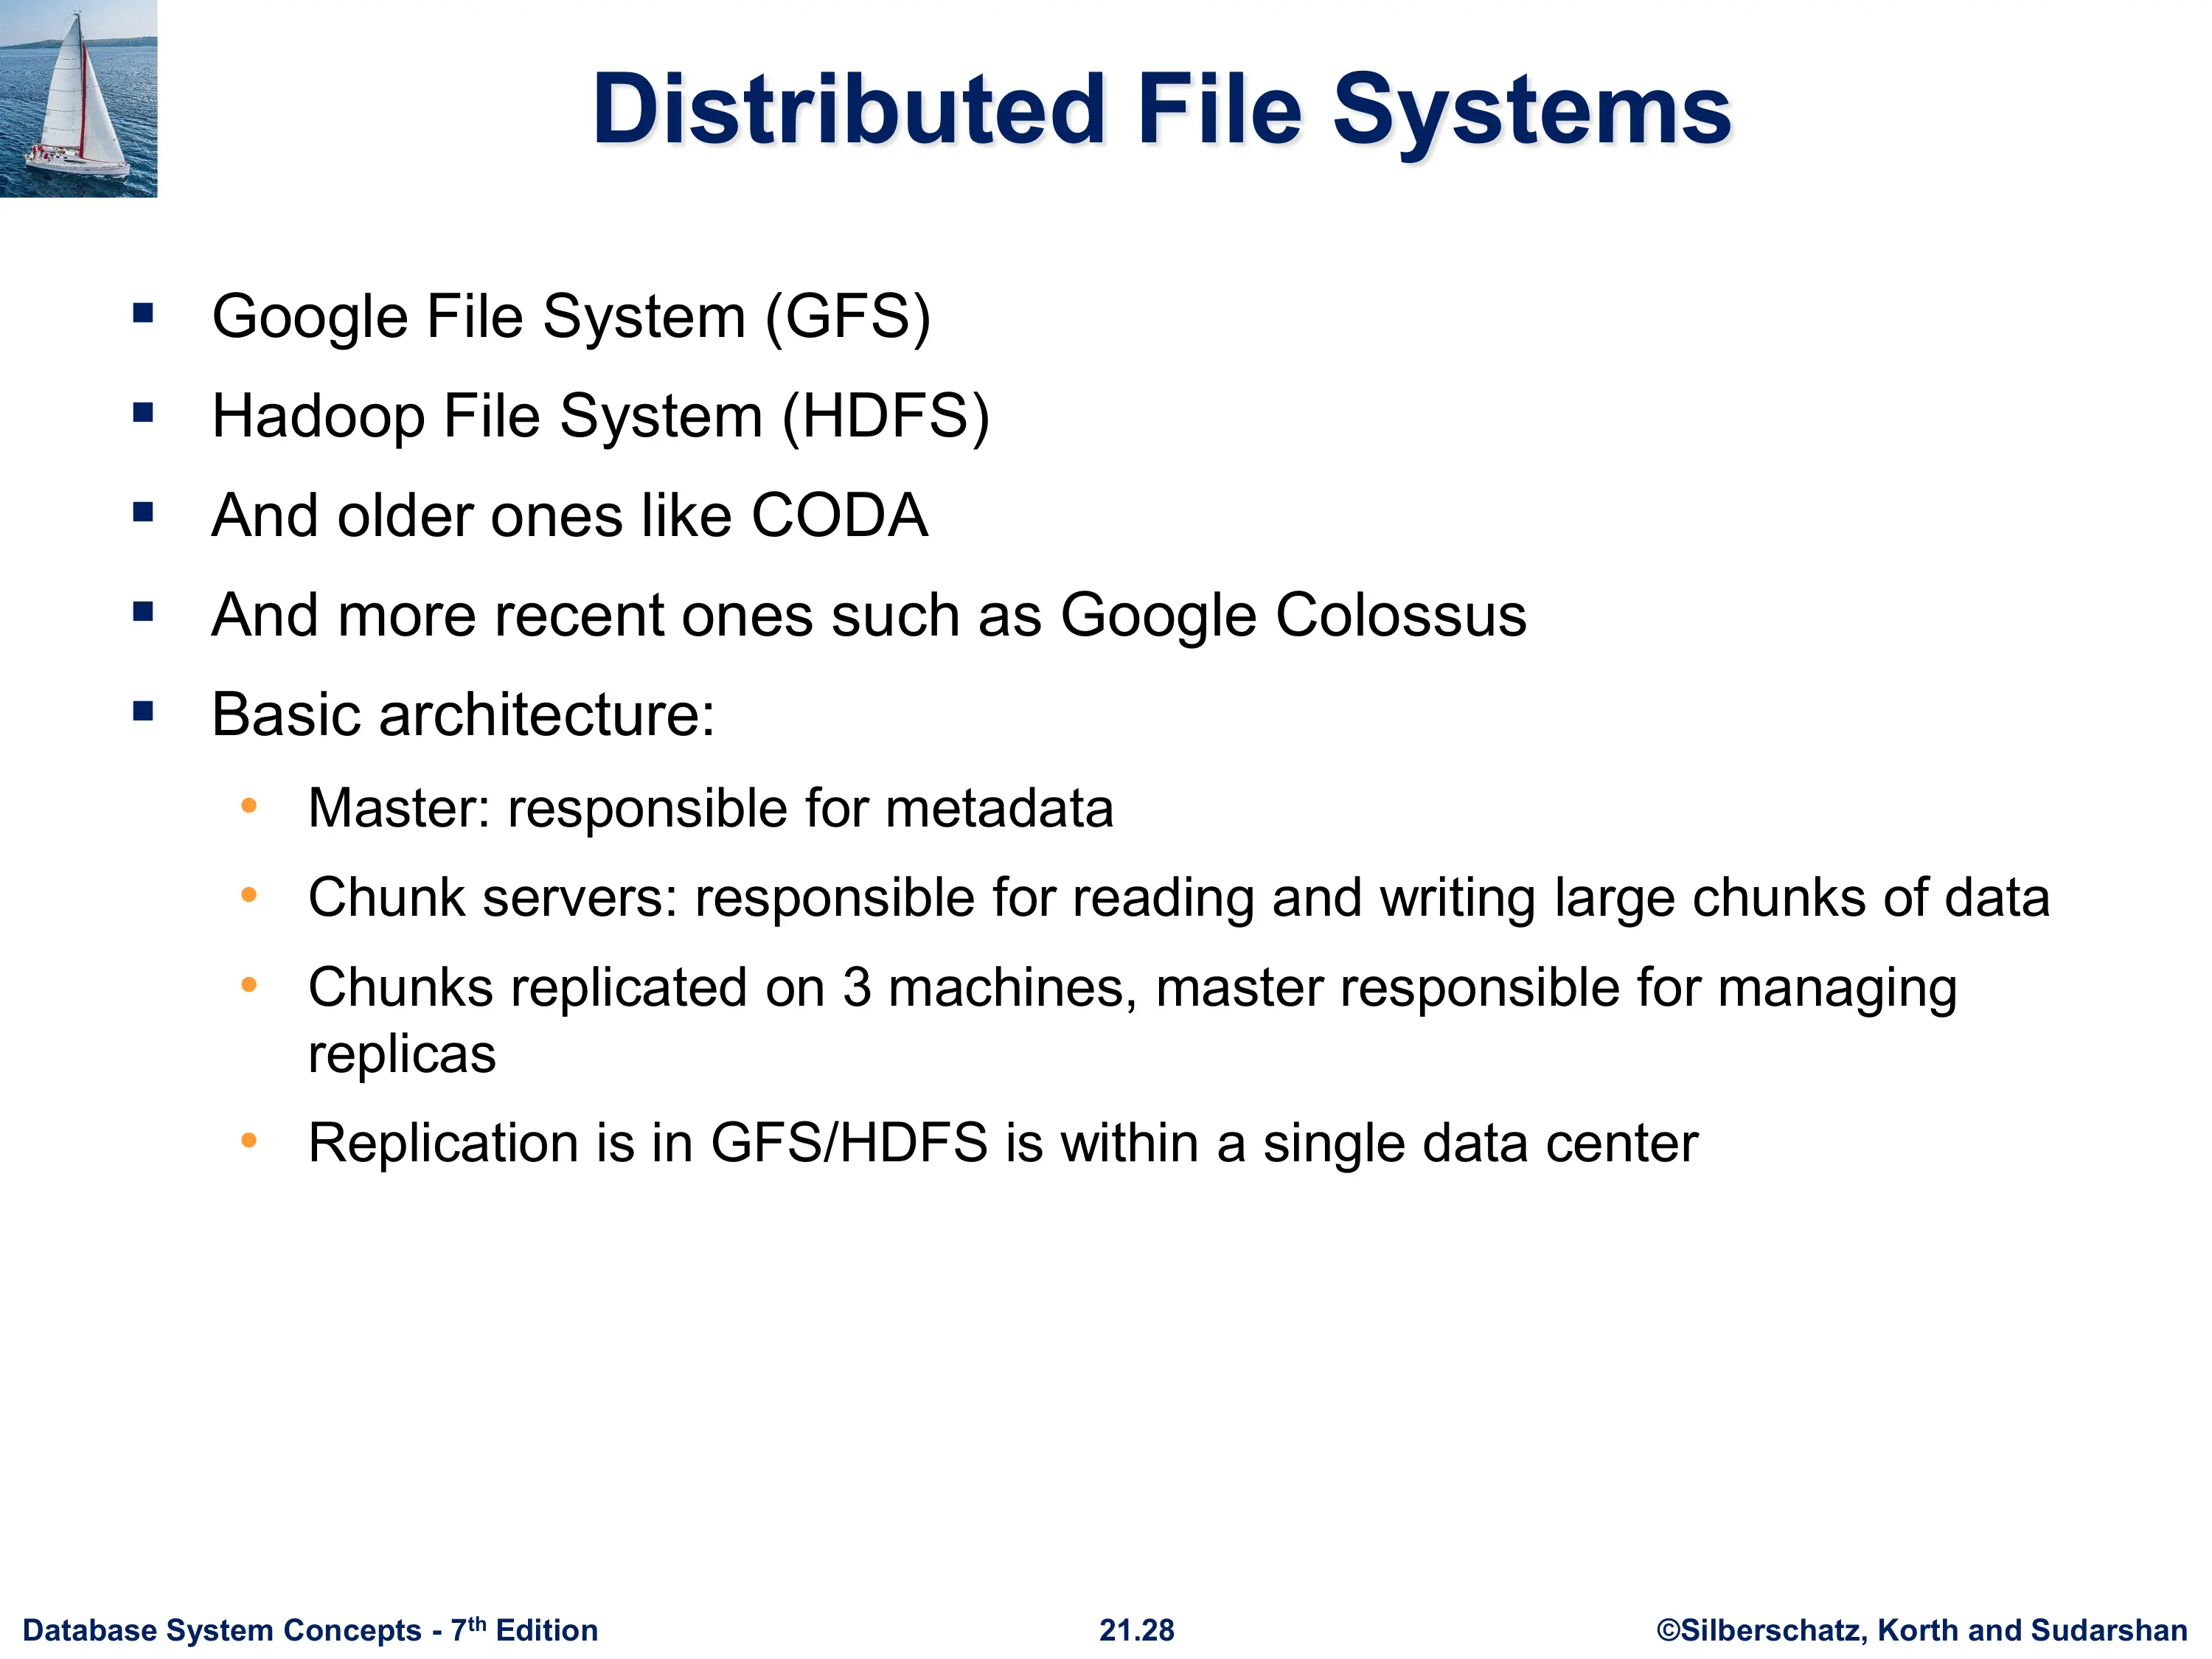 Distributed File Systems
▪ Google File System (GFS)
▪ Hadoop File System (HDFS)
▪ And older ones like CODA
▪ And more recent ones such as Google Colossus
▪ Basic architecture:
• Master: responsible for metadata
• Chunk servers: responsible for reading and writing large chunks of data
• Chunks replicated on 3 machines, master responsible for managing
replicas
• Replication is in GFS/HDFS is within a single data center
Database System Concepts - 7th Edition
21.28
©Silberschatz, Korth and Sudarshan